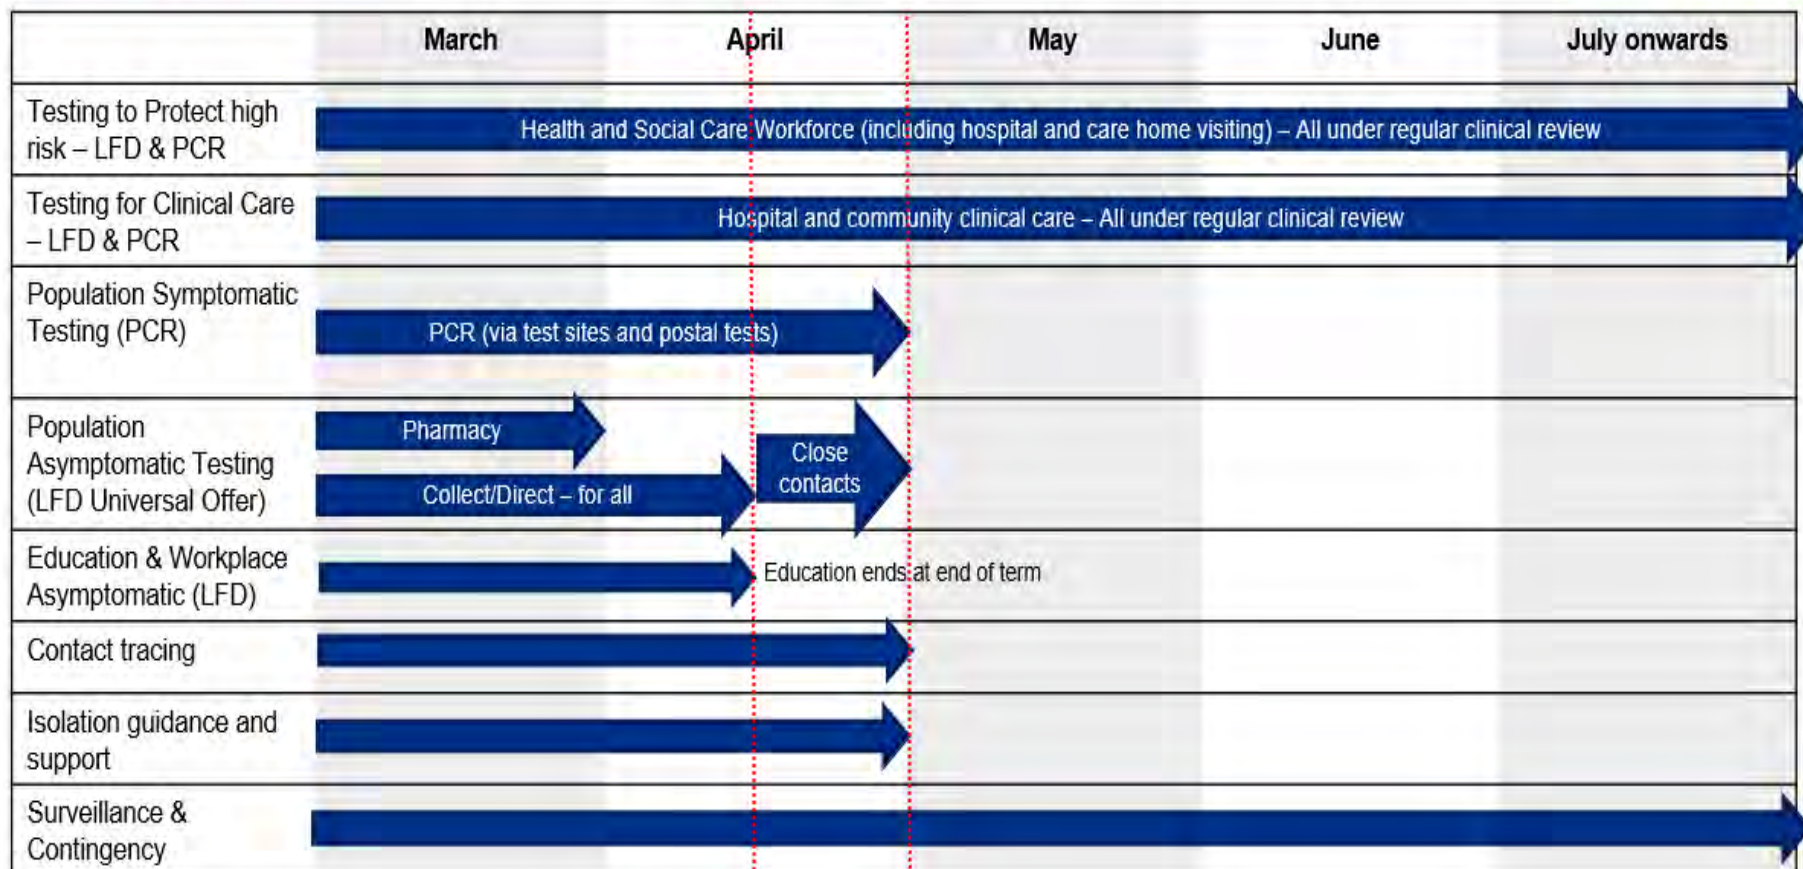 March April May June July onwards
Testing to Protect high
risk – LFD & PCR
Health and Social Care Workforce (including hospital and care home visiting) – All under regular clinical review
Testing for Clinical Care
– LFD & PCR
Hospital and community clinical care – All under regular clinical review
Population Symptomatic
Testing (PCR)
PCR (via test sites and postal tests)
Population
Asymptomatic Testing
(LFD Universal Offer)
Pharmacy
Collect/Direct – for all
Close
contacts
Education & Workplace
Asymptomatic (LFD)
Education ends at end of term
Contact tracing
Isolation guidance and
support
Surveillance &
Contingency